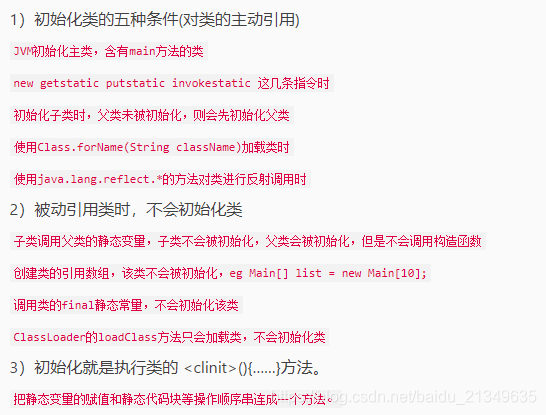 1）初始化类的五种条件(对类的主动引用)
JVM初始化主类，含有main方法的类
new getstatic putstatic invokestatic 这几条指令时
初始化子类时，父类未被初始化，则会先初始化父类
使用Class.forName(String className)加载类时
使用java.lang.reflect.*的方法对类进行反射调用时
2）被动引用类时，不会初始化类
子类调用父类的静态变量，子类不会被初始化，父类会被初始化，但是不会调用构造函数
创建类的引用数组，该类不会被初始化，eg Main[] list = new Main[10];
调用类的final静态常量，不会初始化该类
ClassLoader的loadClass方法只会加载类，不会初始化类
3）初始化就是执行类的 <clinit>(){......}方法。
把静态变量的赋值和静态代码块等操作顺序串连成一个方法。
csdn.net/baidu_21349635